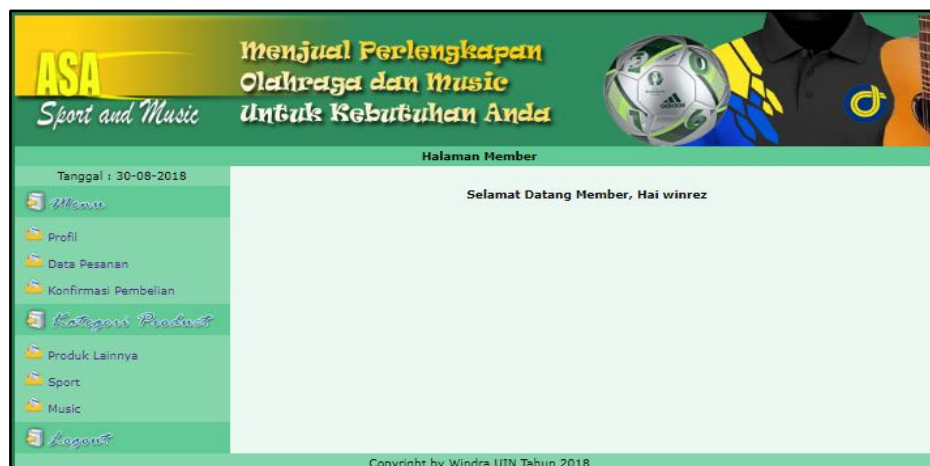 ASA
Sport and Music
Menjual Perlengkapan
Olahraga dan Music
Untuk Kebutuhan Anda
adidas
Halaman Member
Tanggal : 30-08-2018
Menu
Profil
Data Pesanan
Konfirmasi Pembelian
Kategori Product
Produk Lainnya
Sport
Music
Logout
Selamat Datang Member, Hai winrez
Copyright by Windra UIN Tahun 2018